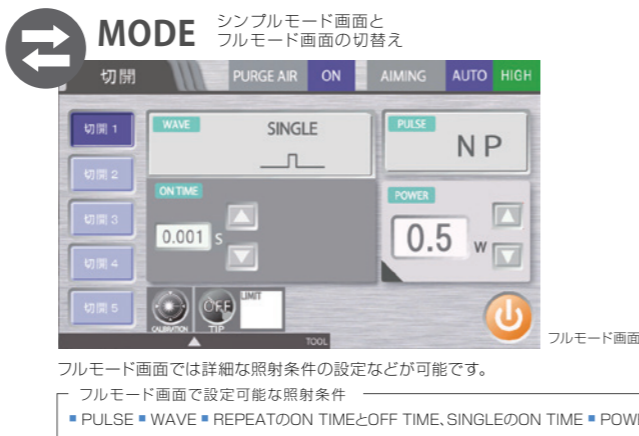 MODE
シンプルモード画面と
フルモード画面の切替え
切開
PURGE AIR ON
AIMING AUTO HIGH
切開 1
切開 2
切開 3
切開 4
切開 5
WAVE
SINGLE
PULSE
N P
ON TIME
0.001 S
POWER
0.5 W
CALIBRATION
OFF
TIP
LIMIT
TOOL
フルモード画面
フルモード画面では詳細な照射条件の設定などが可能です。
フルモード画面で設定可能な照射条件
▪ PULSE ▪ WAVE ▪ REPEATのON TIMEとOFF TIME、SINGLEのON TIME ▪